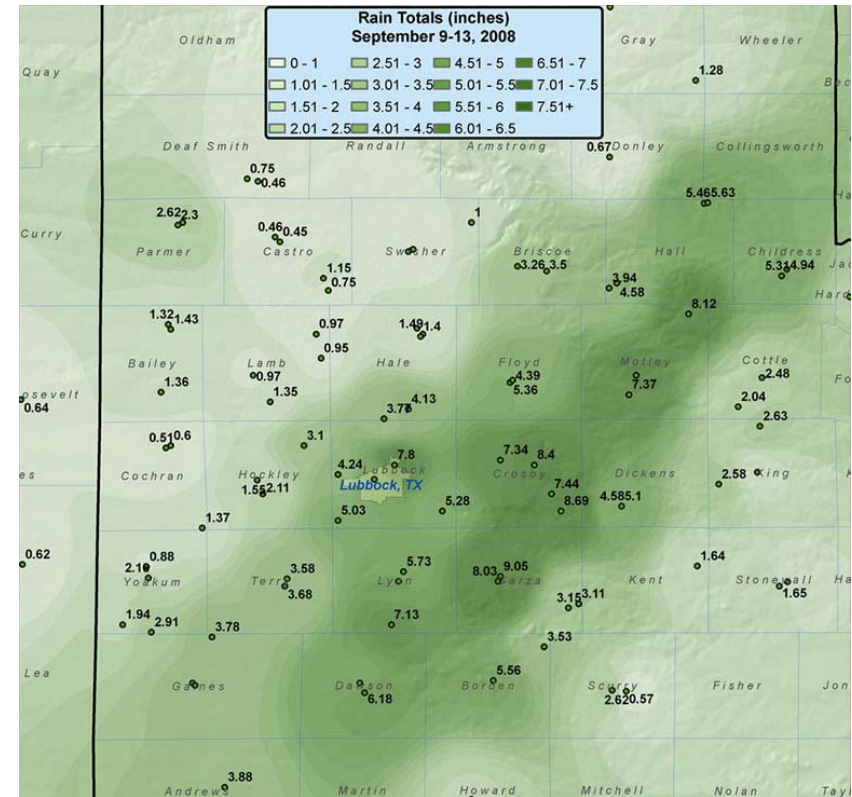 Rain Totals (inches)
September 9-13, 2008
0 - 1 2.51 - 3 4.51 - 5 6.51 - 7
1.01 - 1.5 3.01 - 3.5 5.01 - 5.5 7.01 - 7.5
1.51 - 2 3.51 - 4 5.51 - 6 7.51+
2.01 - 2.5 4.01 - 4.5 6.01 - 6.5
Oldham Gray Wheeler
Quay
1.28
Deaf Smith Randall Armstrong Donley Collingsworth
0.67
0.75
0.46
5.46 5.63
2.62 2.3 1
Curry 0.46 0.45
Parmer Castro Swisher Briscoe Hall Childress
3.26 3.5 5.31 4.94
1.15 3.94
0.75 4.58
8.12
1.32 1.43 0.97 1.49 1.4
Bailey Lamb Hale Floyd Motley Cottle
0.95
0.97 4.39 2.48
1.36 5.36 7.37
1.35
0.64 3.77 4.13 2.04
2.63
0.51 0.6 3.1
7.34 8.4
4.24 7.8
Cochran Hockley Lubbock Crosby Dickens King
Lubbock, TX
1.55 2.11 7.44 2.58
4.58 5.1
5.03 5.28 8.69
1.37
0.62 0.88 1.64
2.16 3.58 5.73 9.05
8.03
Yoakum Terry Lynn Garza Kent Stonewall
3.68 1.65
3.15 3.11
1.94 2.91 7.13
3.78 3.53
Lea
5.56
Gaines Dawson Borden Scurry Fisher
6.18 2.62 0.57
3.88
Andrews Martin Howard Mitchell Nolan